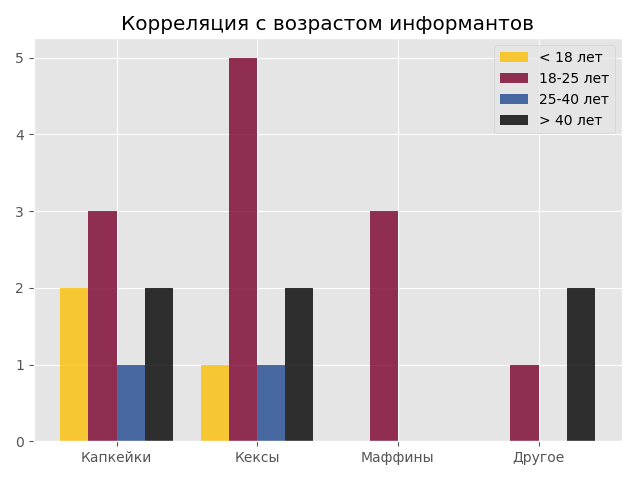 Корреляция с возрастом информантов
< 18 лет
18-25 лет
25-40 лет
> 40 лет
5
4
3
2
1
0
Капкейки
Кексы
Маффины
Другое